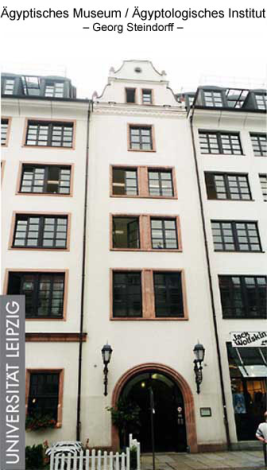 Ägyptisches Museum / Ägyptologisches Institut
– Georg Steindorff –
Jack
Wolfskin
UNIVERSITÄT LEIPZIG